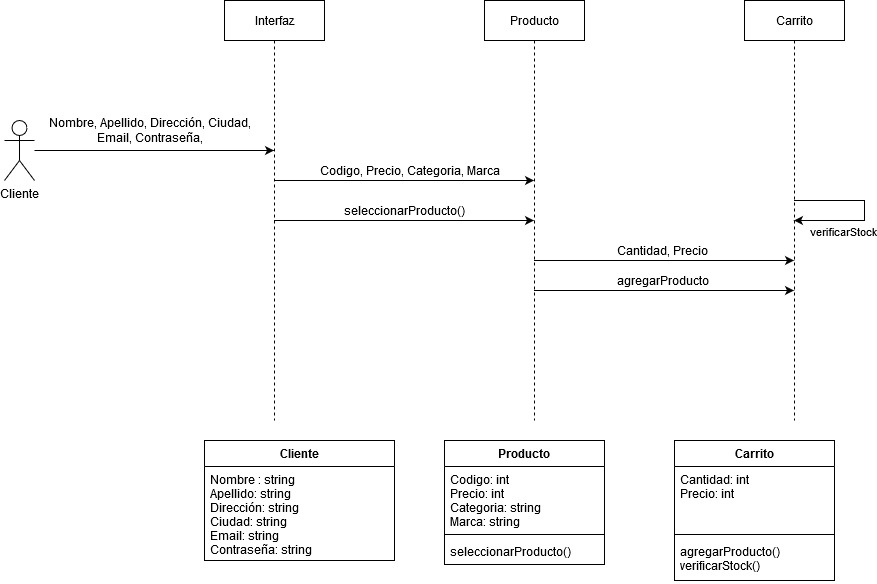 Interfaz
Producto
Carrito
Nombre, Apellido, Dirección, Ciudad,
Email, Contraseña,
Cliente
Codigo, Precio, Categoria, Marca
seleccionarProducto()
verificarStock
Cantidad, Precio
agregarProducto
Cliente
Nombre : string
Apellido: string
Dirección: string
Ciudad: string
Email: string
Contraseña: string
Producto
Codigo: int
Precio: int
Categoria: string
Marca: string
seleccionarProducto()
Carrito
Cantidad: int
Precio: int
agregarProducto()
verificarStock()